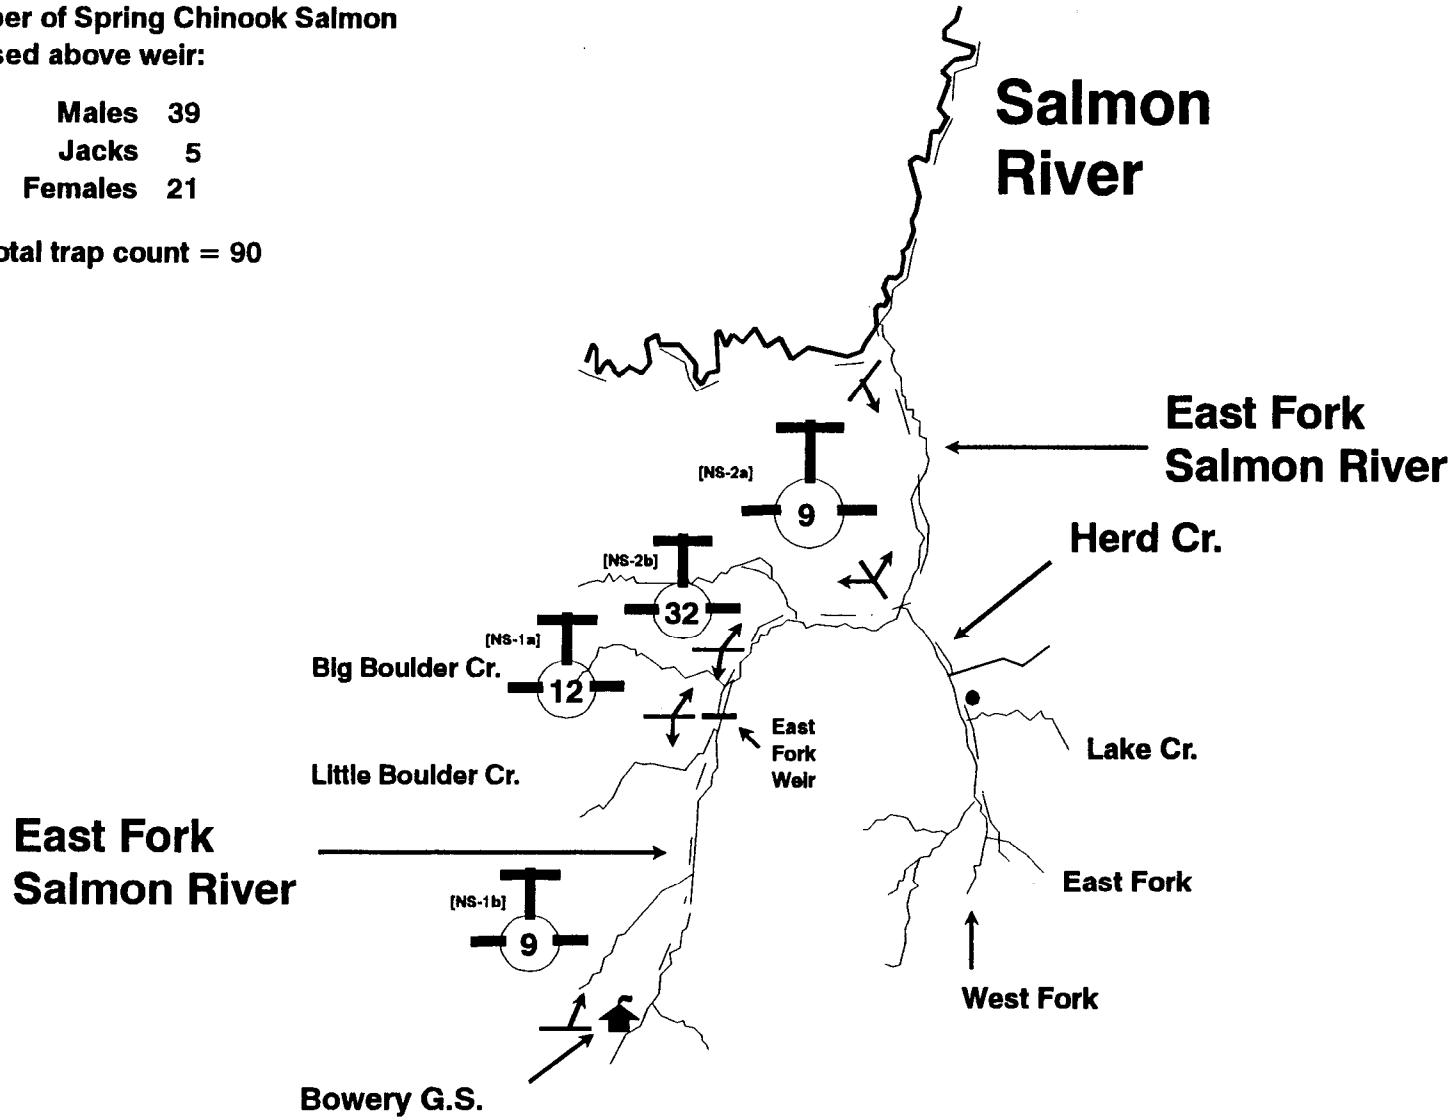 ber of Spring Chinook Salmon
sed above weir:
Males 39
Jacks 5
Females 21
otal trap count = 90
Salmon
River
East Fork
Salmon River
[NS-2a]
9
Herd Cr.
[NS-2b]
32
[NS-1a]
12
Big Boulder Cr.
East
Fork
Weir
Lake Cr.
Little Boulder Cr.
East Fork
Salmon River
East Fork
[NS-1b]
9
West Fork
Bowery G.S.